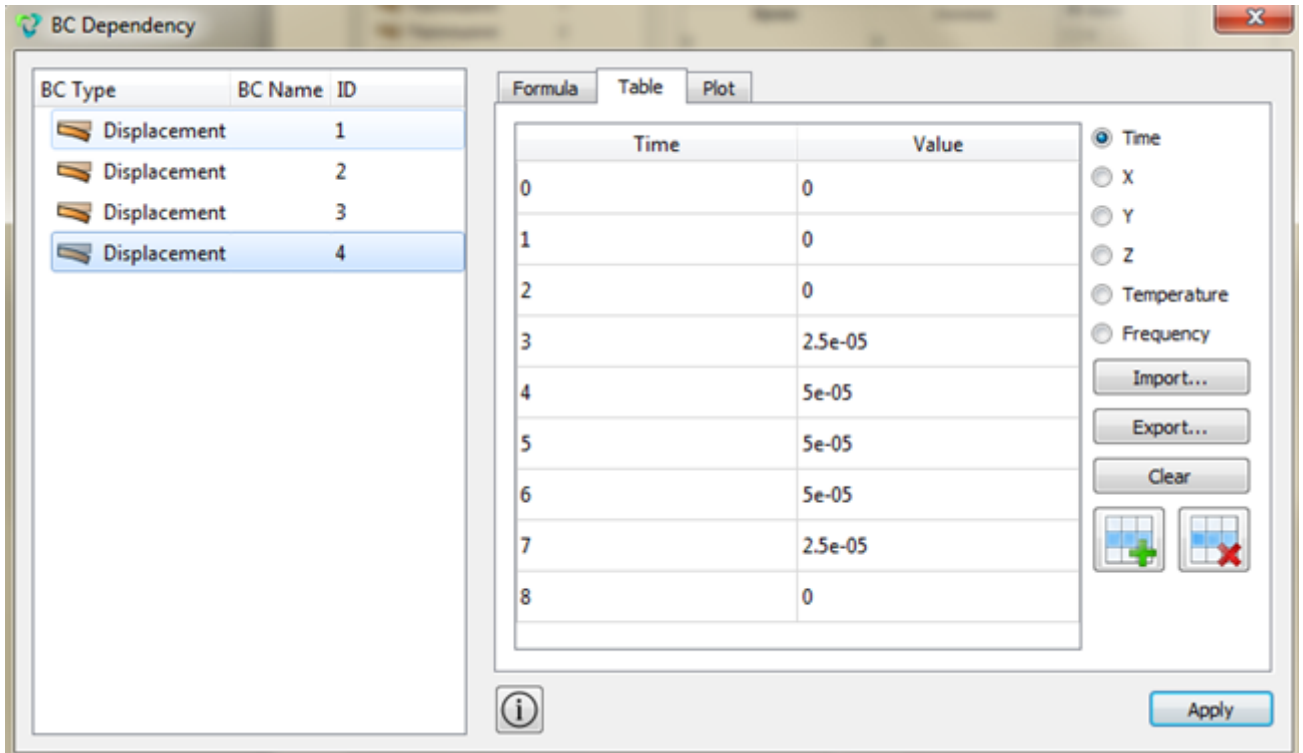 BC Dependency
BC Type BC Name ID
Displacement 1
Displacement 2
Displacement 3
Displacement 4
Formula Table Plot
Time Value
0 0
1 0
2 0
3 2.5e-05
4 5e-05
5 5e-05
6 5e-05
7 2.5e-05
8 0
Time
X
Y
Z
Temperature
Frequency
Import...
Export...
Clear
Apply